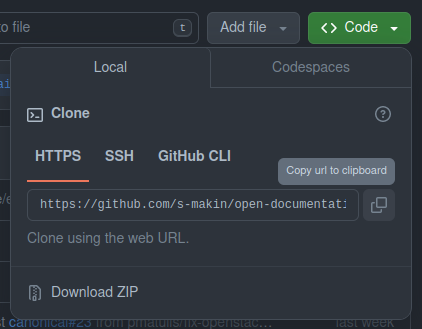 to file
t
Add file
Code
Local
Codespaces
Clone
HTTPS
SSH
GitHub CLI
Copy url to clipboard
https://github.com/s-makin/open-documentati
Clone using the web URL.
Download ZIP
canonical#23 from pmatulis/fix-openstac… last week